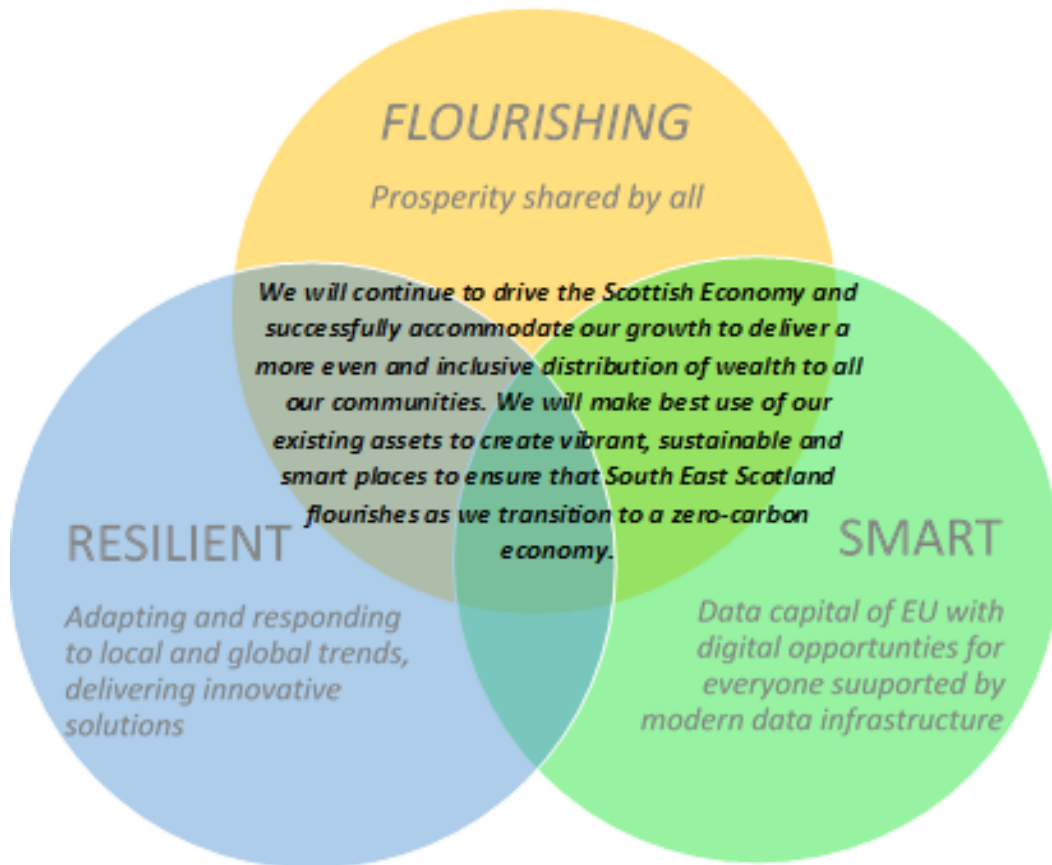 FLOURISHING
Prosperity shared by all
We will continue to drive the Scottish Economy and
successfully accommodate our growth to deliver a
more even and inclusive distribution of wealth to all
our communities. We will make best use of our
existing assets to create vibrant, sustainable and
smart places to ensure that South East Scotland
flourishes as we transition to a zero-carbon
economy.
RESILIENT
Adapting and responding
to local and global trends,
delivering innovative
solutions
SMART
Data capital of EU with
digital opportunties for
everyone suuported by
modern data infrastructure